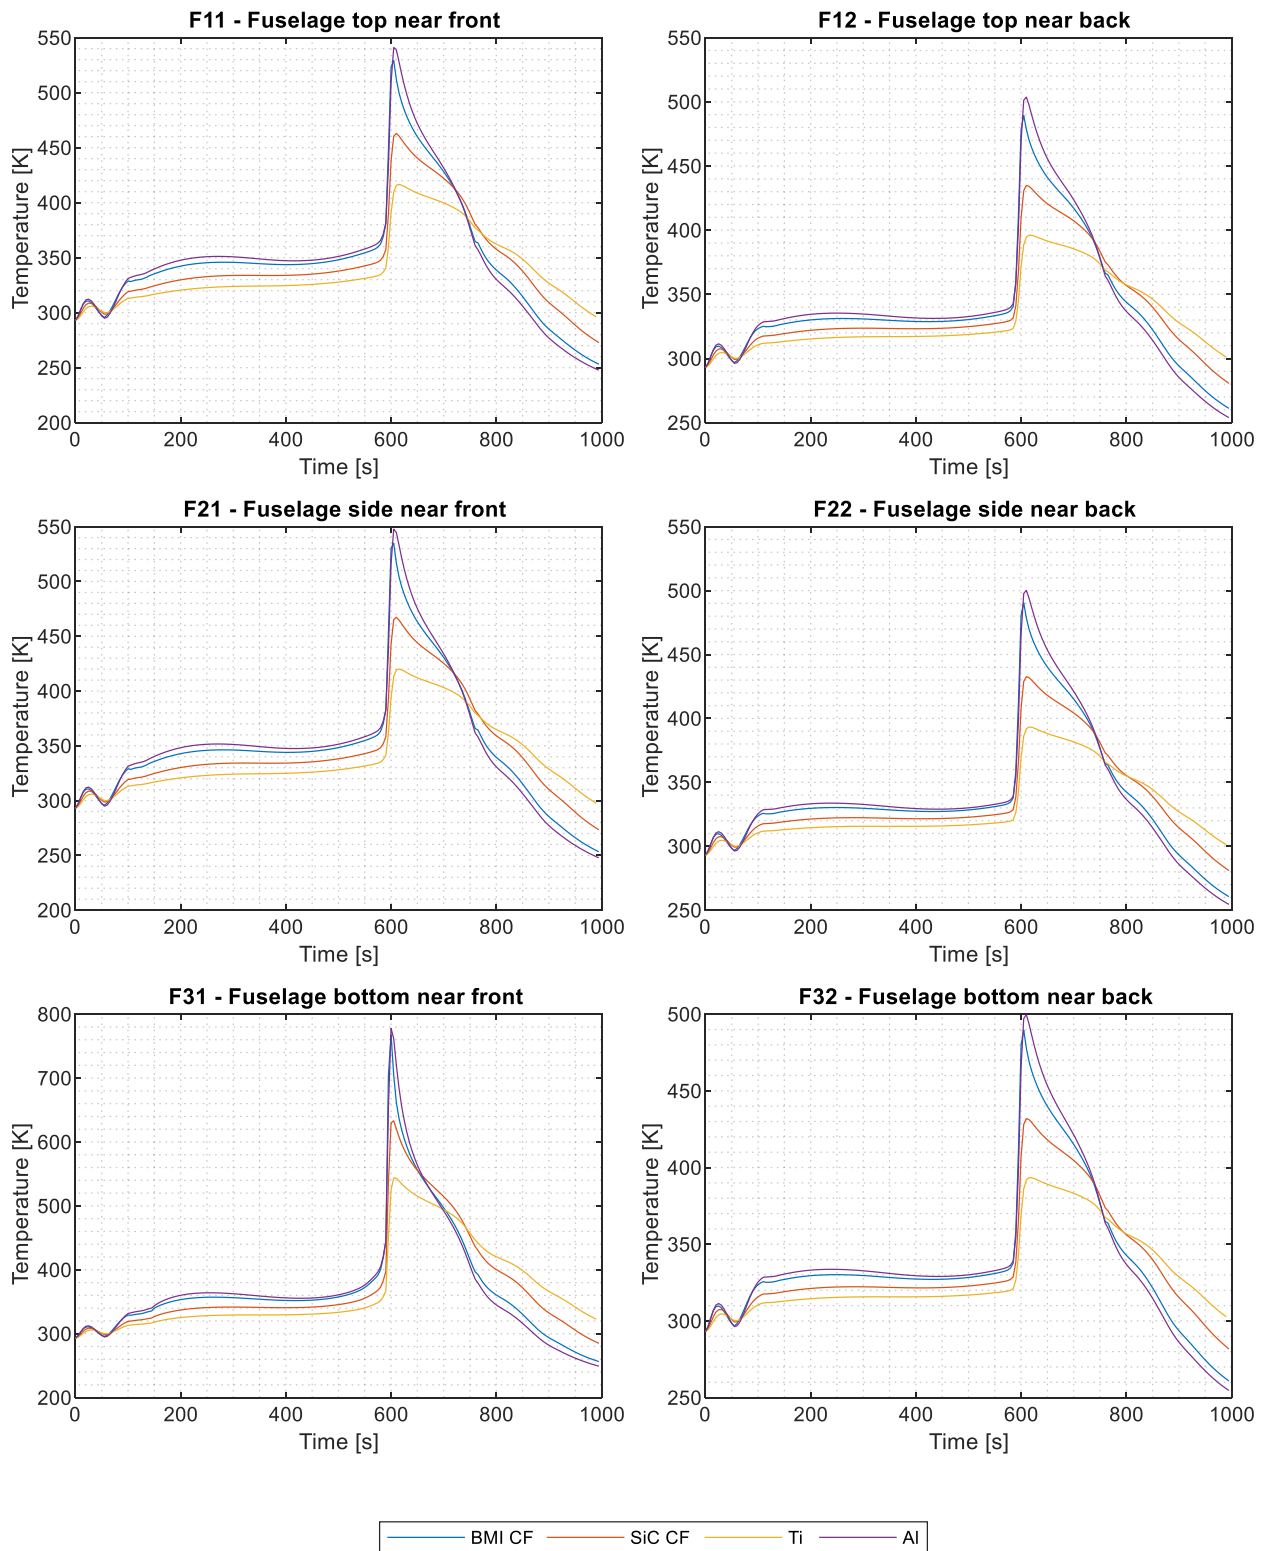 F11 - Fuselage top near front
550
500
450
400
350
300
250
200
Temperature [K]
0 200 400 600 800 1000
Time [s]
F12 - Fuselage top near back
550
500
450
400
350
300
250
Temperature [K]
0 200 400 600 800 1000
Time [s]
F21 - Fuselage side near front
550
500
450
400
350
300
250
200
Temperature [K]
0 200 400 600 800 1000
Time [s]
F22 - Fuselage side near back
550
500
450
400
350
300
250
Temperature [K]
0 200 400 600 800 1000
Time [s]
F31 - Fuselage bottom near front
800
700
600
500
400
300
200
Temperature [K]
0 200 400 600 800 1000
Time [s]
F32 - Fuselage bottom near back
500
450
400
350
300
250
Temperature [K]
0 200 400 600 800 1000
Time [s]
BMI CF SiC CF Ti Al